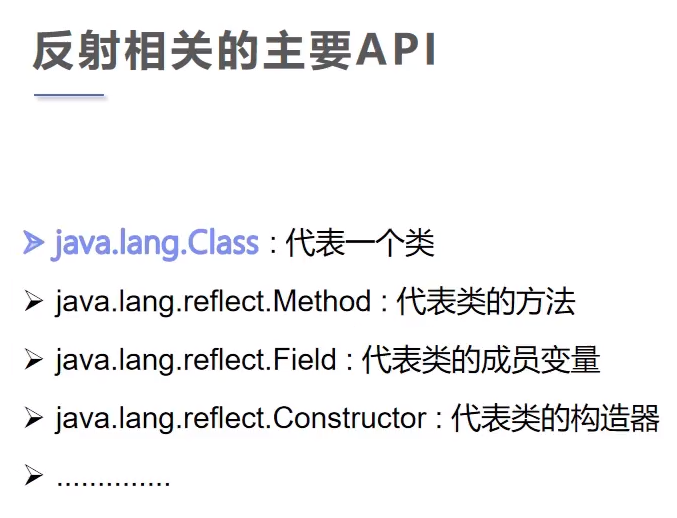 反射相关的主要API
java.lang.Class : 代表一个类
java.lang.reflect.Method : 代表类的方法
java.lang.reflect.Field : 代表类的成员变量
java.lang.reflect.Constructor : 代表类的构造器
..............